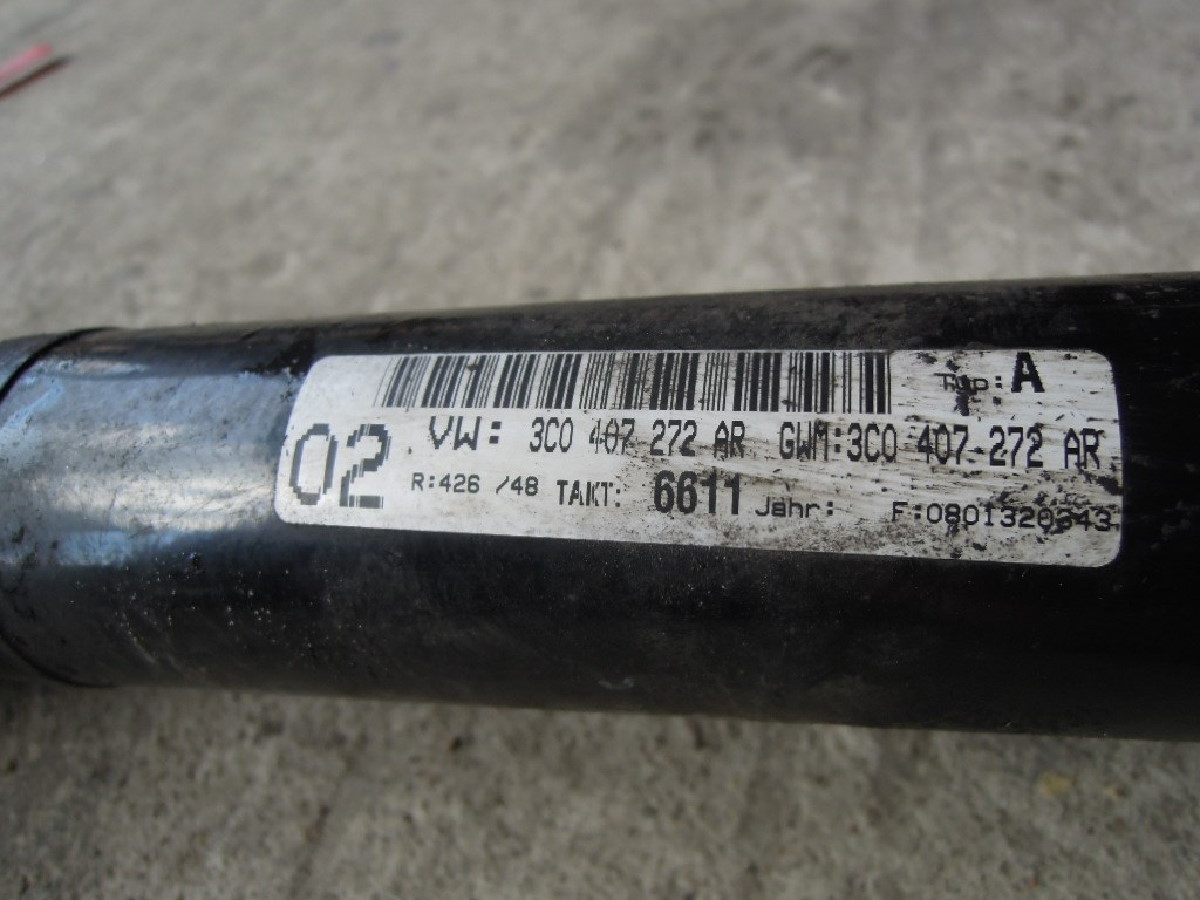 Typ: A
02 VW: 3C0 407 272 AR GWM:3C0 407-272 AR
R:426 /48 TAKT: 6611 Jahr: F:0801320343